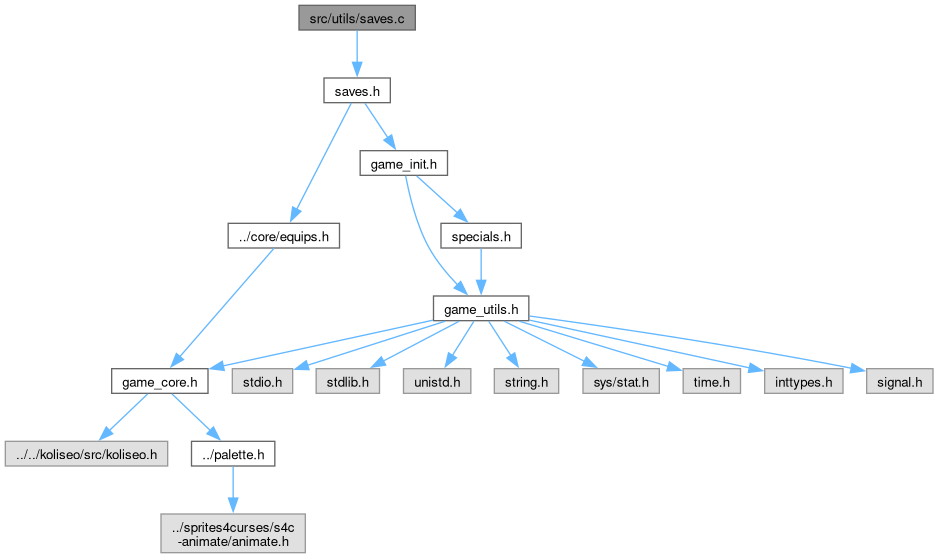 src/utils/saves.c
saves.h
game_init.h
../core/equips.h
specials.h
game_utils.h
game_core.h
stdio.h
stdlib.h
unistd.h
string.h
sys/stat.h
time.h
inttypes.h
signal.h
../../koliseo/src/koliseo.h
../palette.h
../sprites4curses/s4c
-animate/animate.h